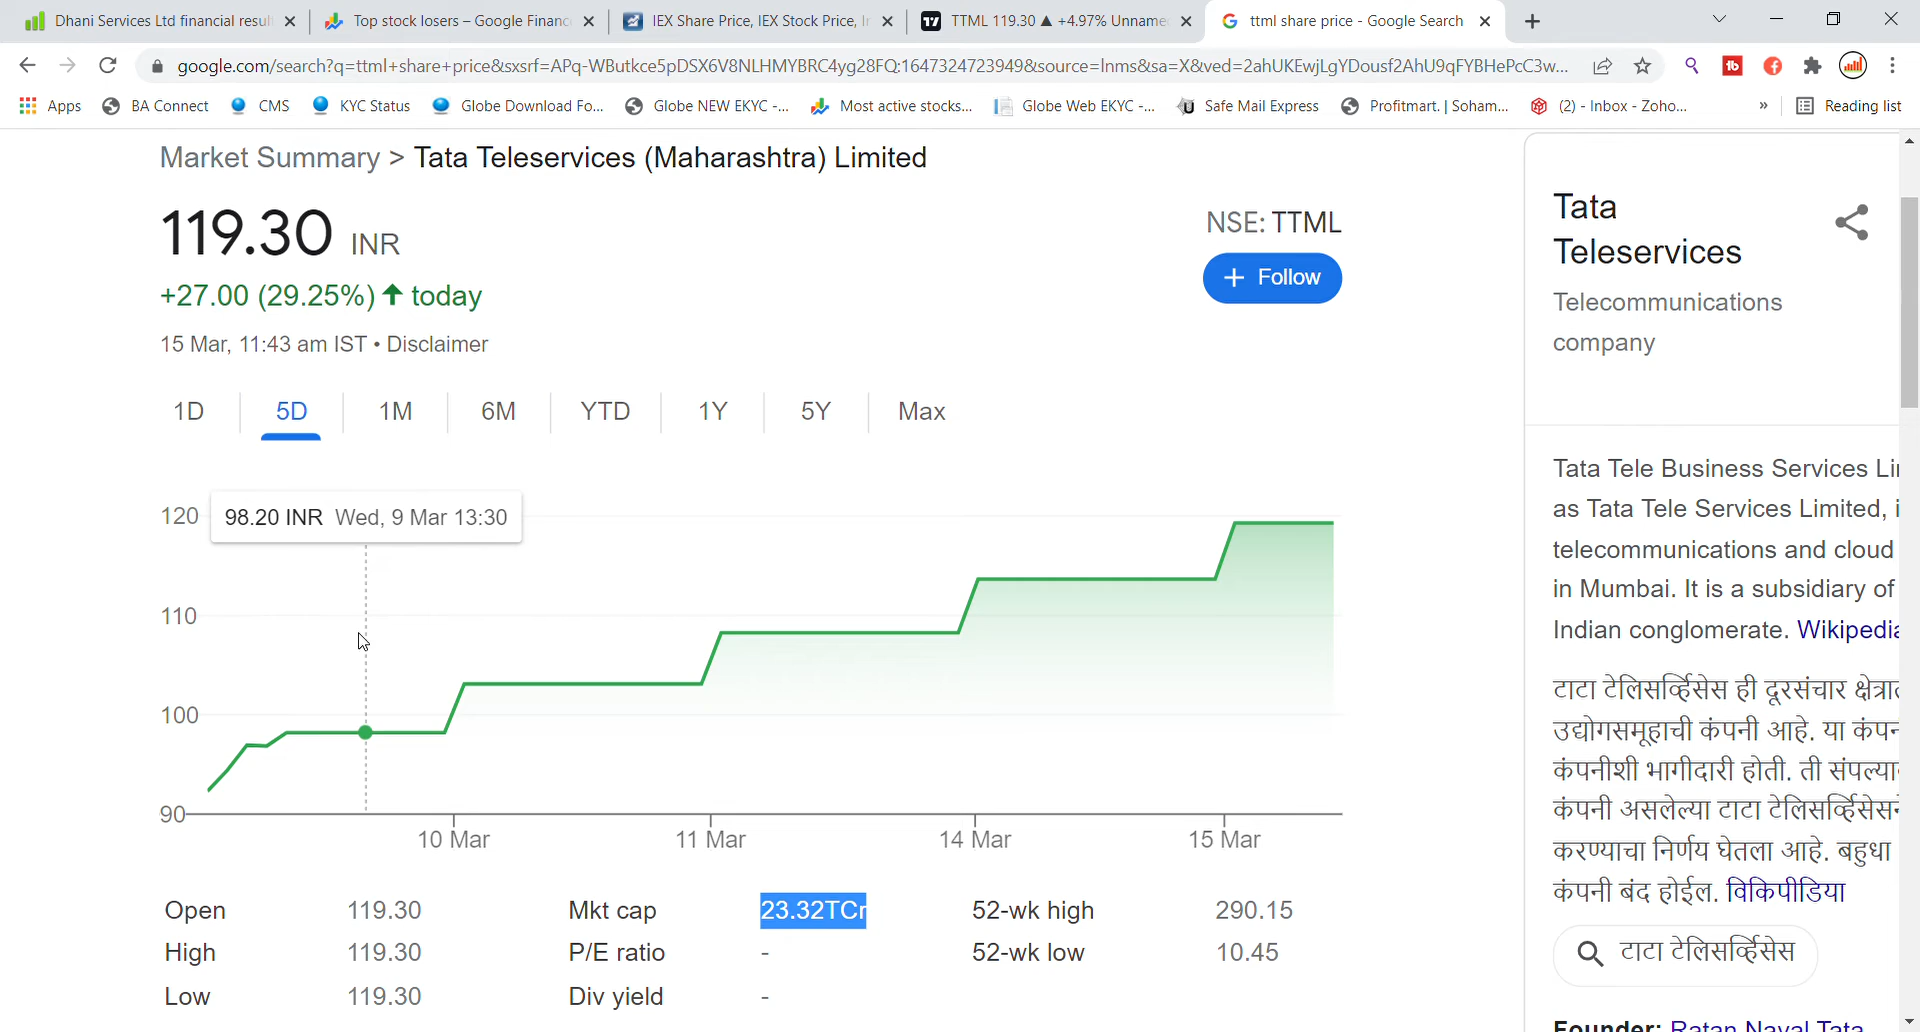 Dhani Services Ltd financial resul
Top stock losers – Google Financ
IEX Share Price, IEX Stock Price, I
TTML 119.30 ▲ +4.97% Unname
ttml share price - Google Search
google.com/search?q=ttml+share+price&sxsrf=APq-WButkce5pDSX6V8NLHMYBRC4yg28FQ:1647324723949&source=lnms&sa=X&ved=2ahUKEwjLgYDousf2AhU9qFYBHePcC3w...
Apps BA Connect CMS KYC Status Globe Download Fo... Globe NEW EKYC -... Most active stocks... Globe Web EKYC -... Safe Mail Express Profitmart. | Soham... (2) - Inbox - Zoho... » Reading list
Market Summary > Tata Teleservices (Maharashtra) Limited
119.30 INR
+27.00 (29.25%) ↑ today
15 Mar, 11:43 am IST • Disclaimer
NSE: TTML
+ Follow
1D 5D 1M 6M YTD 1Y 5Y Max
98.20 INR Wed, 9 Mar 13:30
120
110
100
90
10 Mar 11 Mar 14 Mar 15 Mar
Open 119.30 Mkt cap 23.32TCr 52-wk high 290.15
High 119.30 P/E ratio - 52-wk low 10.45
Low 119.30 Div yield -
Tata
Teleservices
Telecommunications
company
Tata Tele Business Services Li
as Tata Tele Services Limited, i
telecommunications and cloud
in Mumbai. It is a subsidiary of
Indian conglomerate. Wikipedia
टाटा टेलिसर्व्हिसेस ही दूरसंचार क्षेत्रा
उद्योगसमूहाची कंपनी आहे. या कंप
कंपनीशी भागीदारी होती. ती संपल्या
कंपनी असलेल्या टाटा टेलिसर्व्हिसेस
करण्याचा निर्णय घेतला आहे. बहुधा
कंपनी बंद होईल. विकिपीडिया
टाटा टेलिसर्व्हिसेस
Founder: Ratan Naval Tata